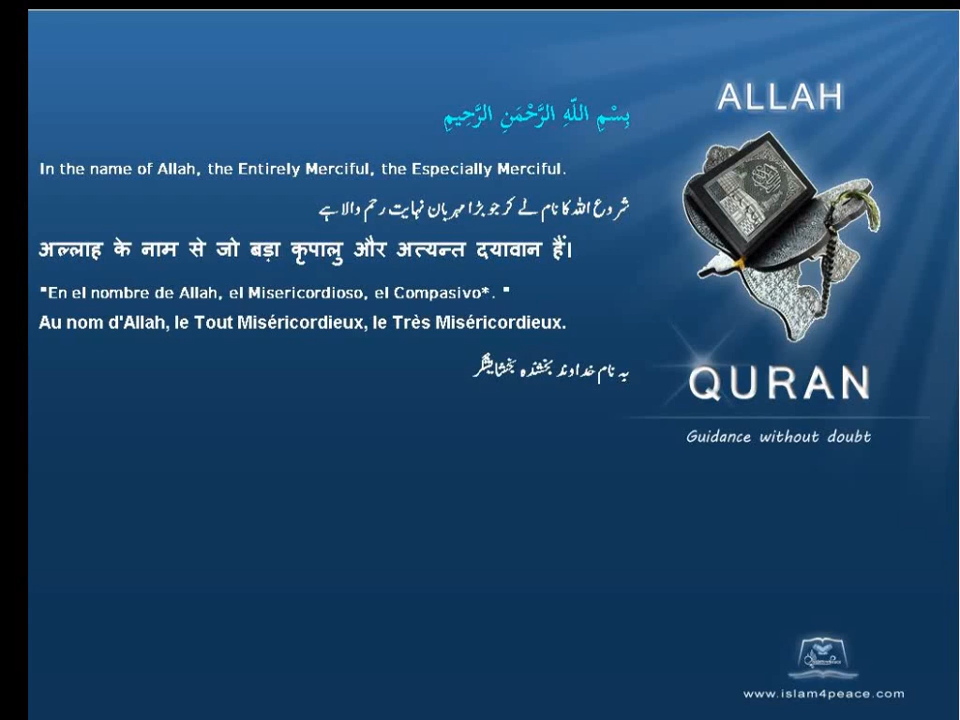 بِسْمِ اللَّهِ الرَّحْمَنِ الرَّحِيمِ
In the name of Allah, the Entirely Merciful, the Especially Merciful.
شروع الله کا نام لے کر جو بڑا مہربان نہایت رحم والا ہے
अल्लाह के नाम से जो बड़ा कृपालु और अत्यन्त दयावान हैं।
"En el nombre de Allah, el Misericordioso, el Compasivo*. "
Au nom d'Allah, le Tout Miséricordieux, le Très Miséricordieux.
به نام خداوند بخشنده بخشایشگر
ALLAH
QURAN
Guidance without doubt
www.islam4peace.com